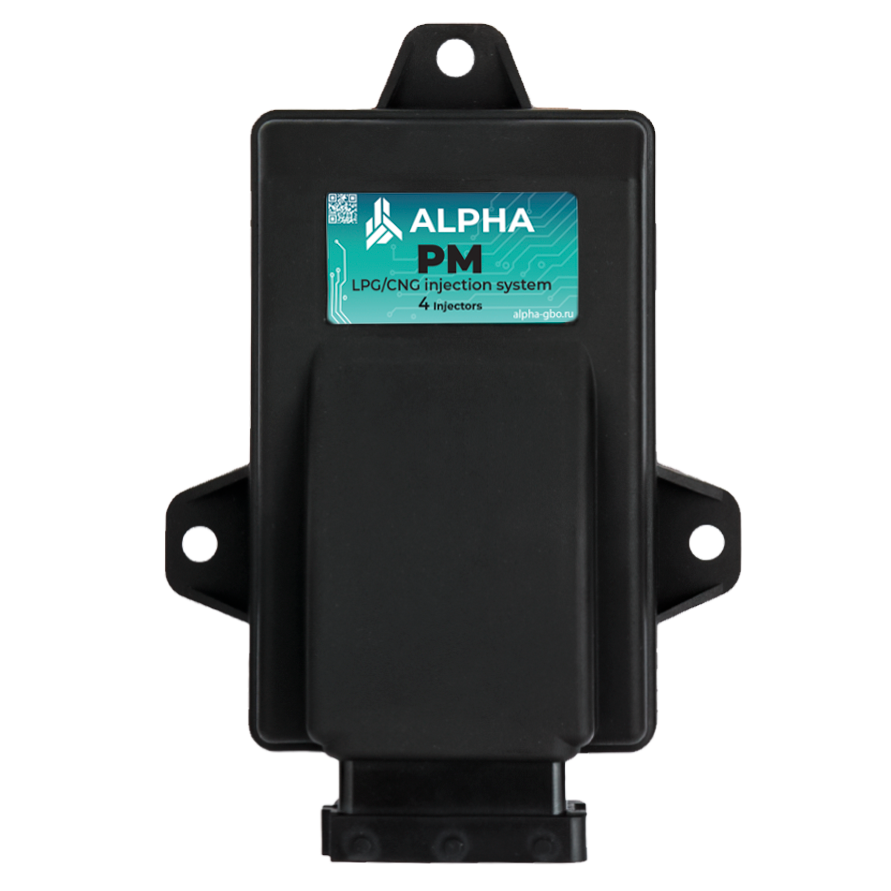 ALPHA
PM
LPG/CNG injection system
4 Injectors
alpha-gbo.ru